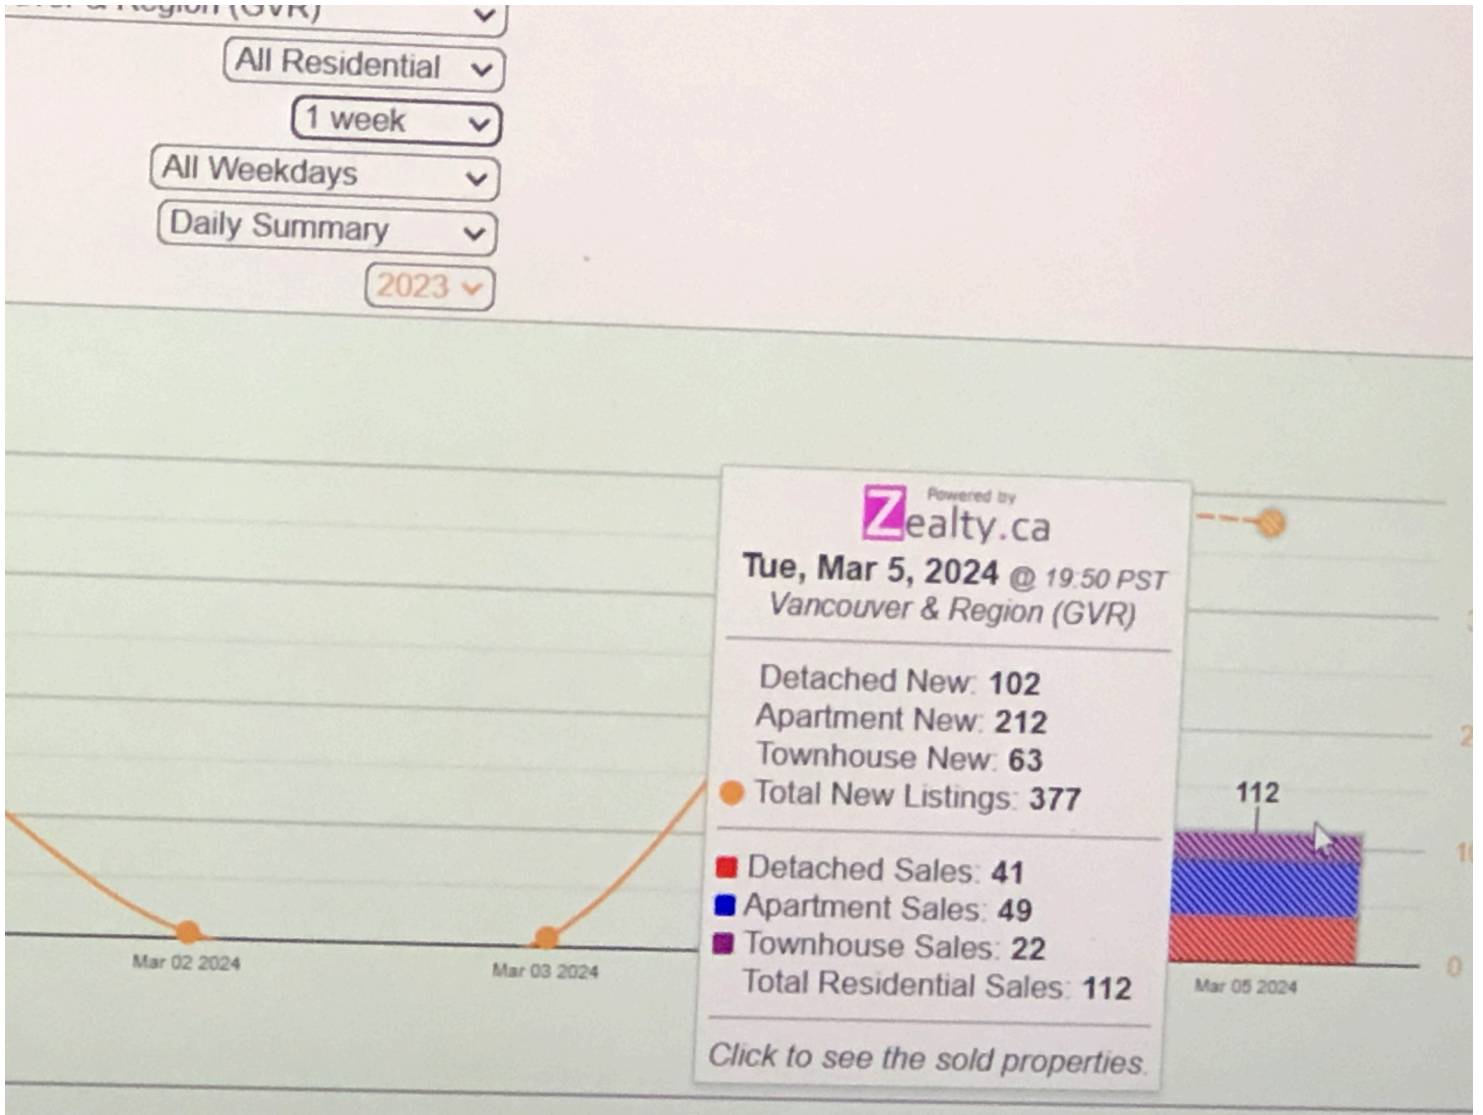 & Region (GVR)
All Residential
1 week
All Weekdays
Daily Summary
2023
Powered by
Zealty.ca
Tue, Mar 5, 2024 @ 19:50 PST
Vancouver & Region (GVR)
Detached New: 102
Apartment New: 212
Townhouse New: 63
Total New Listings: 377
Detached Sales: 41
Apartment Sales: 49
Townhouse Sales: 22
Total Residential Sales: 112
Click to see the sold properties.
112
0
Mar 02 2024
Mar 03 2024
Mar 05 2024